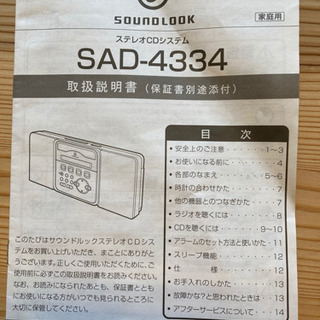 SOUNDLOOK
家庭用
ステレオCDシステム
SAD-4334
取扱説明書（保証書別途添付）
目 次
• 安全上のご注意 1~3
• お使いになる前に 4
• 各部のなまえ 5~6
• 時計の合わせかた 7
• 他の機器とのつなぎかた 7
• ラジオを聴くには 8
• CDを聴くには 9~10
• アラームのセット方法と使いかた 11
• スリープ機能 12
• 仕 様 12
• お手入れのしかた 13
• 故障かな?と思われたときは 13
• アフターサービスについて 14
このたびはサウンドルックステレオCDシス
テムをお買い上げいただき、まことにあり
がとうございます。正しくご使用いただくために、ご
使用前に必ずこの取扱説明書をお読みください。
なお、お読みになられたあとも、保証書ととも
にお使いになる方がいつでも見られるところに
大切に保管してください。